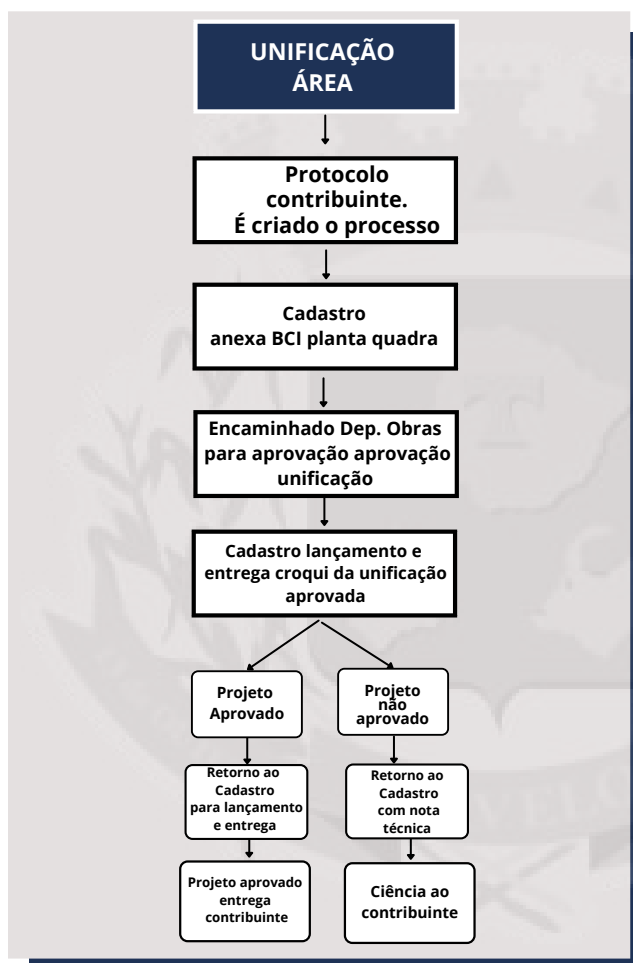 UNIFICAÇÃO
ÁREA
Protocolo
contribuinte.
É criado o processo
Cadastro
anexa BCI planta quadra
Encaminhado Dep. Obras
para aprovação aprovação
unificação
Cadastro lançamento e
entrega croqui da unificação
aprovada
Projeto
Aprovado
Projeto
não
aprovado
Retorno ao
Cadastro
para lançamento
e entrega
Retorno ao
Cadastro
com nota
técnica
Projeto aprovado
entrega
contribuinte
Ciência ao
contribuinte